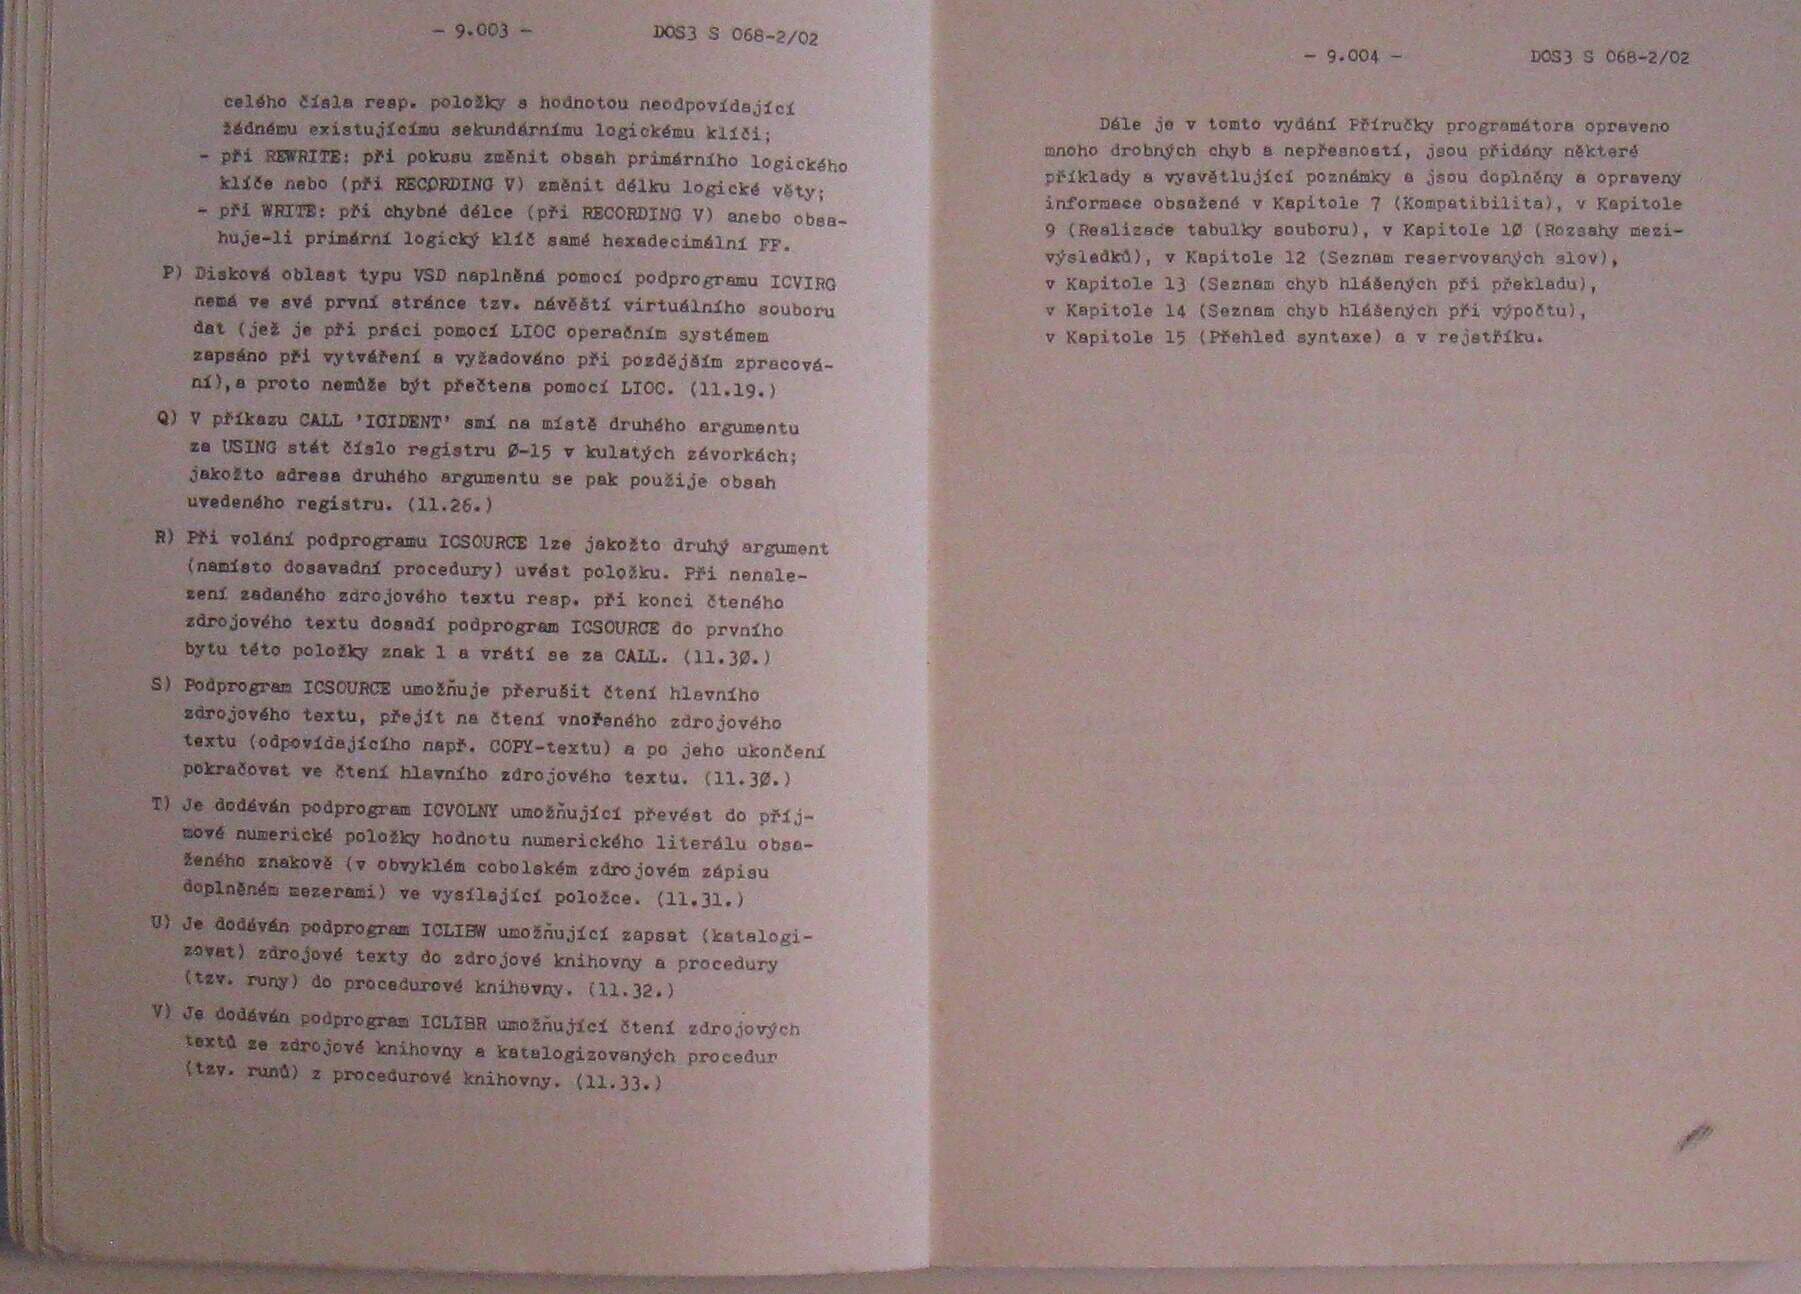 - 9.003 -          DOS3 S 068-2/02
celého čísla resp. položky s hodnotou neodpovídající
žádnému existujícímu sekundárnímu logickému klíči;
- při REWRITE: při pokusu změnit obsah primárního logického
klíče nebo (při RECORDING V) změnit délku logické věty;
- při WRITE: při chybné délce (při RECORDING V) anebo obsa-
huje-li primární logický klíč samé hexadecimální FF.
P) Disková oblast typu VSD naplněná pomocí podprogramu ICVIRG
nemá ve své první stránce tzv. návěští virtuálního souboru
dat (jež je při práci pomocí LIOC operačním systémem
zapsáno při vytváření a vyžadováno při pozdějším zpracová-
ní),a proto nemůže být přečtena pomocí LIOC. (11.19.)
Q) V příkazu CALL 'ICIDENT' smí na místě druhého argumentu
za USING stát číslo registru Ø-15 v kulatých závorkách;
jakožto adresa druhého argumentu se pak použije obsah
uvedeného registru. (11.26.)
R) Při volání podprogramu ICSOURCE lze jakožto druhý argument
(namísto dosavadní procedury) uvést položku. Při nenale-
zení zadaného zdrojového textu resp. při konci čteného
zdrojového textu dosadí podprogram ICSOURCE do prvního
bytu této položky znak 1 a vrátí se za CALL. (11.3Ø.)
S) Podprogram ICSOURCE umožňuje přerušit čtení hlavního
zdrojového textu, přejít na čtení vnořeného zdrojového
textu (odpovídajícího např. COPY-textu) a po jeho ukončení
pokračovat ve čtení hlavního zdrojového textu. (11.3Ø.)
T) Je dodáván podprogram ICVOLNY umožňující převést do příj-
mové numerické položky hodnotu numerického literálu obsa-
ženého znakově (v obvyklém cobolském zdrojovém zápisu
doplněném mezerami) ve vysílající položce. (11.31.)
U) Je dodáván podprogram ICLIBW umožňující zapsat (katalogi-
zovat) zdrojové texty do zdrojové knihovny a procedury
(tzv. runy) do procedurové knihovny. (11.32.)
V) Je dodáván podprogram ICLIBR umožňující čtení zdrojových
textů ze zdrojové knihovny a katalogizovaných procedur
(tzv. runů) z procedurové knihovny. (11.33.)
- 9.004 -          DOS3 S 068-2/02
Dále je v tomto vydání Příručky programátora opraveno
mnoho drobných chyb a nepřesností, jsou přidány některé
příklady a vysvětlující poznámky a jsou doplněny a opraveny
informace obsažené v Kapitole 7 (Kompatibilita), v Kapitole
9 (Realizace tabulky souboru), v Kapitole 1Ø (Rozsahy mezi-
výsledků), v Kapitole 12 (Seznam reservovaných slov),
v Kapitole 13 (Seznam chyb hlášených při překladu),
v Kapitole 14 (Seznam chyb hlášených při výpočtu),
v Kapitole 15 (Přehled syntaxe) a v rejstříku.